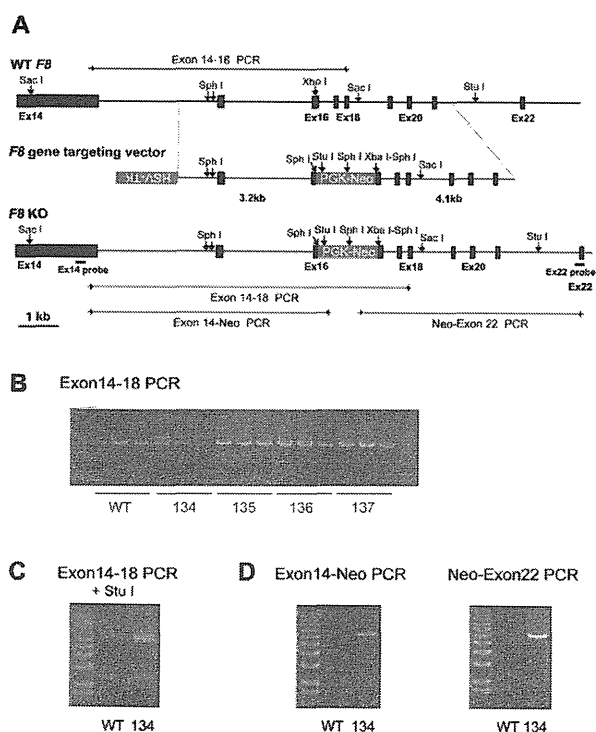 A
Exon 14-18 PCR
WT F8
Sac I
Sph I
Xho I
Sac I
Stu I
Ex14
Ex16
Ex18
Ex20
Ex22
F8 gene targeting vector
Sph I
Sph I
Stu I
Sph I
Xba I-Sph I
Sac I
HSV-TK
PGK-Neo
3.2kb
4.1kb
F8 KO
Sac I
Sph I
Sph I
Stu I
Sph I
Xba I-Sph I
Sac I
Stu I
PGK-Neo
Ex14
Ex14 probe
Ex16
Ex18
Ex20
Ex22 probe
Ex22
Exon 14-18 PCR
1 kb
Exon 14-Neo PCR
Neo-Exon 22 PCR
B
Exon14-18 PCR
WT 134 135 136 137
C
Exon14-18 PCR
+ Stu I
WT 134
D
Exon14-Neo PCR
Neo-Exon22 PCR
WT 134
WT 134